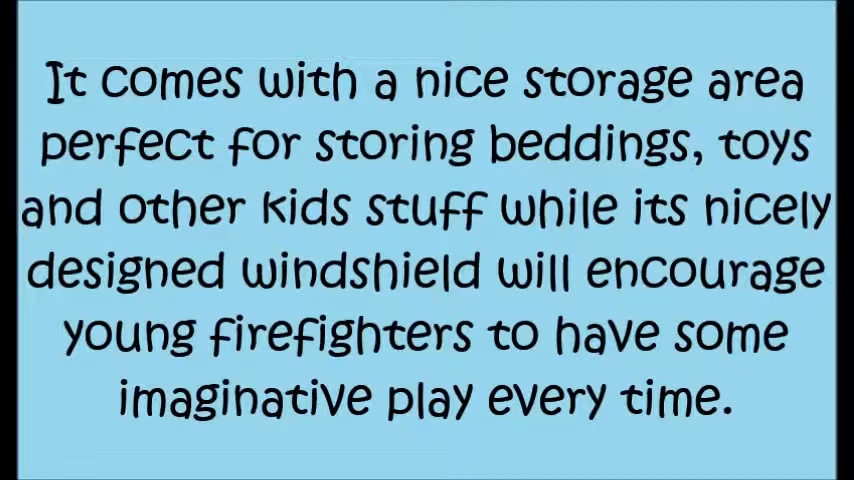 It comes with a nice storage area
perfect for storing beddings, toys
and other kids stuff while its nicely
designed windshield will encourage
young firefighters to have some
imaginative play every time.